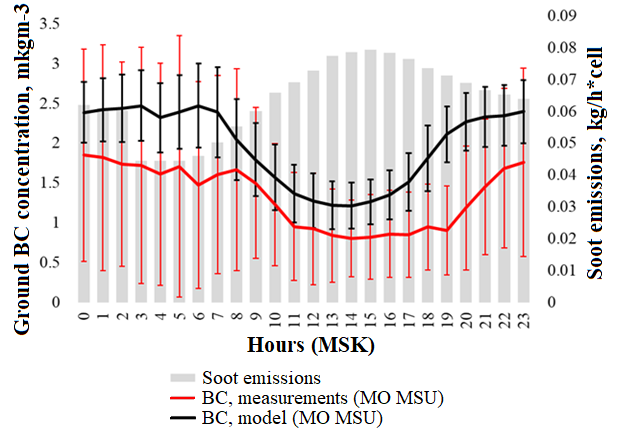 Ground BC concentration, mkgm-3
3.5
3
2.5
2
1.5
1
0.5
0
0.09
0.08
0.07
0.06
0.05
0.04
0.03
0.02
0.01
0
Soot emissions, kg/h*cell
0 1 2 3 4 5 6 7 8 9 10 11 12 13 14 15 16 17 18 19 20 21 22 23
Hours (MSK)
Soot emissions
BC, measurements (MO MSU)
BC, model (MO MSU)